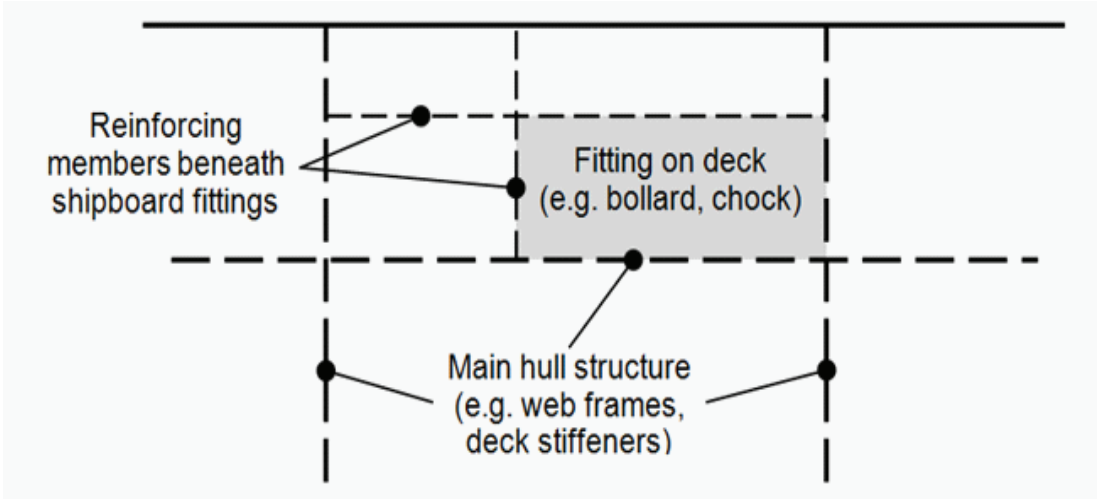 Reinforcing
members beneath
shipboard fittings
Fitting on deck
(e.g. bollard, chock)
Main hull structure
(e.g. web frames,
deck stiffeners)